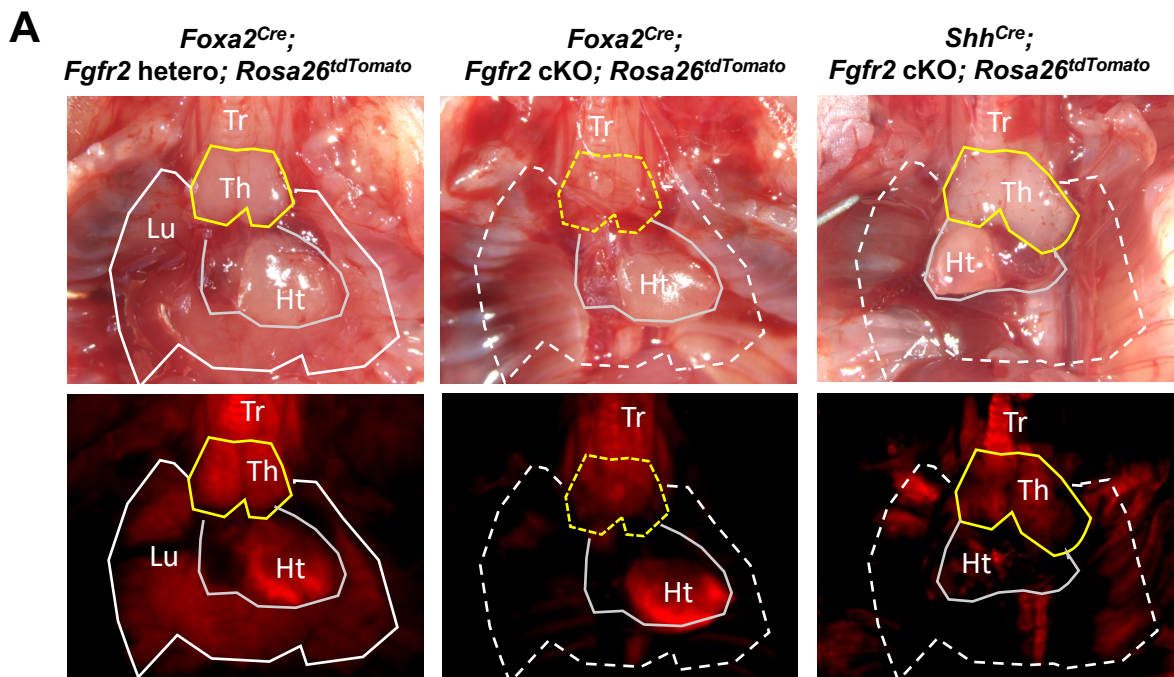 A
Foxa2Cre;
Fgfr2 hetero; Rosa26tdTomato
Foxa2Cre;
Fgfr2 cKO; Rosa26tdTomato
ShhCre;
Fgfr2 cKO; Rosa26tdTomato
Tr
Th
Lu
Ht
Tr
Ht
Tr
Th
Ht
Tr
Th
Lu
Ht
Tr
Ht
Tr
Th
Ht